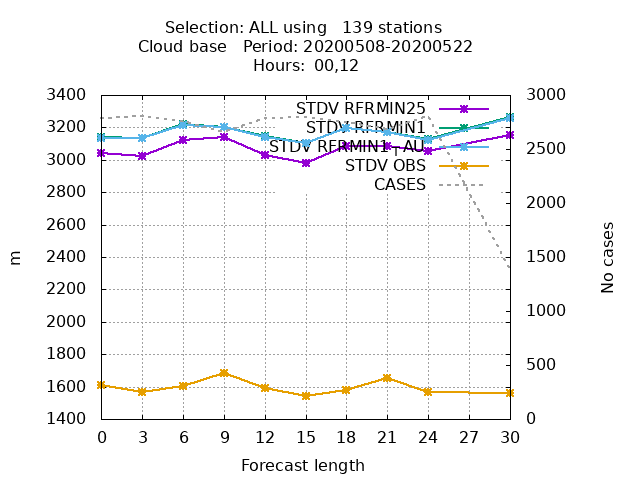 Selection: ALL using   139 stations
Cloud base   Period: 20200508-20200522
Hours: 00,12
3400
3200
3000
2800
2600
2400
2200
2000
1800
1600
1400
m
STDV RFRMIN25
STDV RFRMIN1
STDV RFRMIN1_AU
STDV OBS
CASES
3000
2500
2000
1500
1000
500
0
No cases
0 3 6 9 12 15 18 21 24 27 30
Forecast length